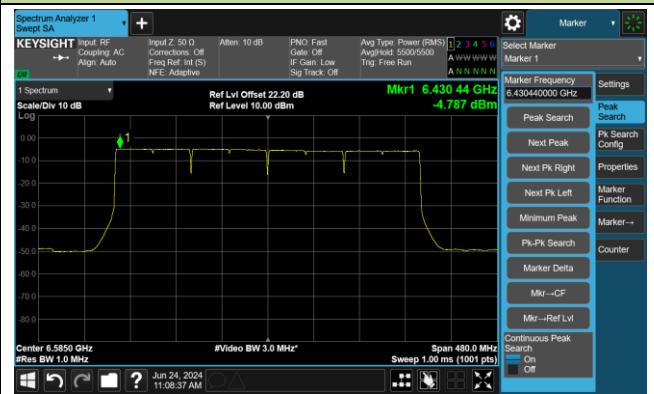 Spectrum Analyzer 1
Swept SA
+
Marker
KEYSIGHT
Input: RF
Coupling: AC
Align: Auto
Input Z: 50 Ω
Corrections: Off
Freq Ref: Int (S)
NFE: Adaptive
Atten: 10 dB
PNO: Fast
Gate: Off
IF Gain: Low
Sig Track: Off
Avg Type: Power (RMS)
Avg|Hold: 5500/5500
Trig: Free Run
1 2 3 4 5 6
A W W W W W
A N N N N N
LXI
Select Marker
Marker 1
1 Spectrum
Scale/Div 10 dB
Log
Ref Lvl Offset 22.20 dB
Ref Level 10.00 dBm
Mkr1 6.430 44 GHz
-4.787 dBm
1
0.00
-10.0
-20.0
-30.0
-40.0
-50.0
-60.0
-70.0
-80.0
Center 6.5850 GHz
#Res BW 1.0 MHz
#Video BW 3.0 MHz*
Span 480.0 MHz
Sweep 1.00 ms (1001 pts)
Marker Frequency
6.430440000 GHz
Peak Search
Next Peak
Next Pk Right
Next Pk Left
Minimum Peak
Pk-Pk Search
Marker Delta
Mkr→CF
Mkr→Ref Lvl
Continuous Peak
Search
On
Off
Settings
Peak
Search
Pk Search
Config
Properties
Marker
Function
Marker→
Counter
?
Jun 24, 2024
11:08:37 AM